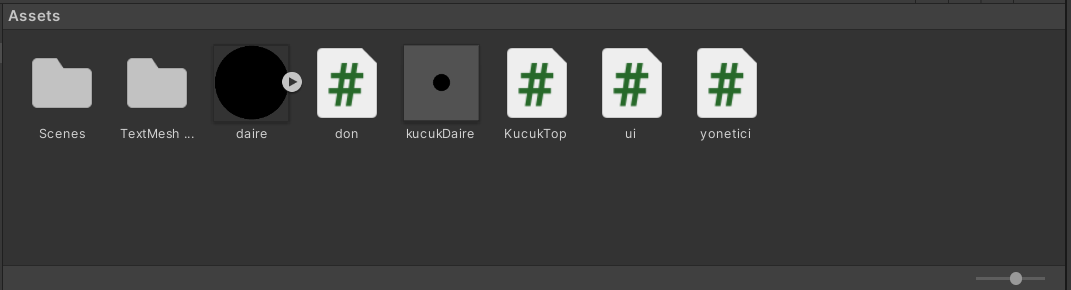 Assets
Scenes
TextMesh ...
daire
don
kucukDaire
KucukTop
ui
yonetici